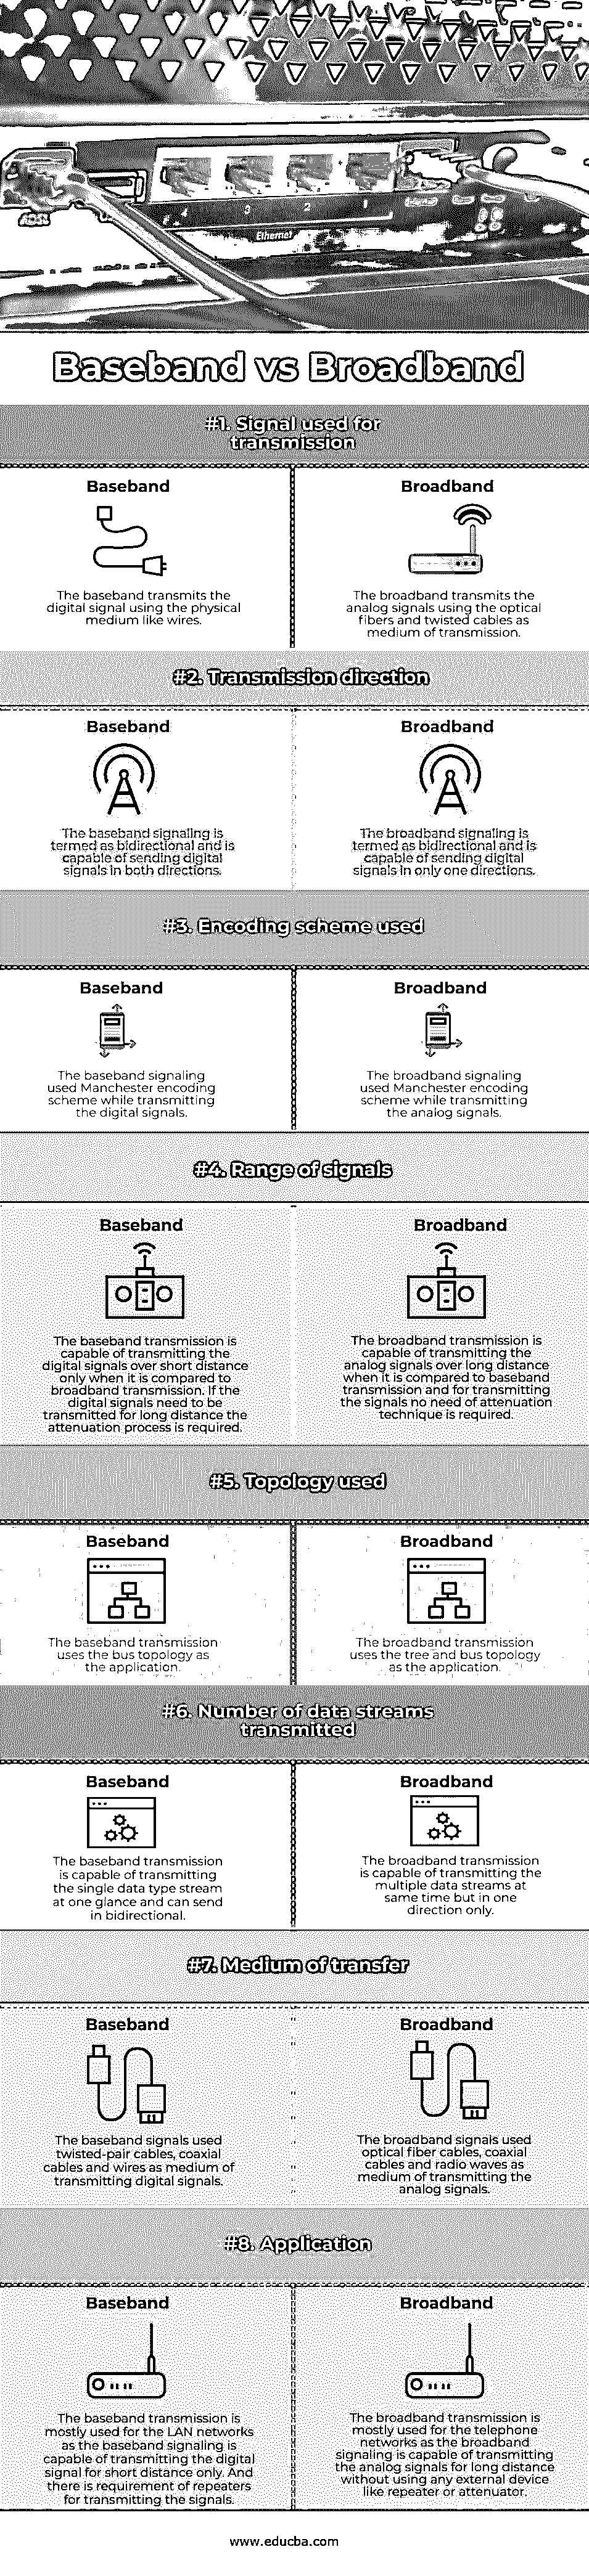 4 3 2 1
Ethernet
Baseband vs Broadband
#1. Signal used for
transmission
Baseband
The baseband transmits the
digital signal using the physical
medium like wires.
Broadband
The broadband transmits the
analog signals using the optical
fibers and twisted cables as
medium of transmission.
#2. Transmission direction
Baseband
The baseband signaling is
termed as bidirectional and is
capable of sending digital
signals in both directions.
Broadband
The broadband signaling is
termed as bidirectional and is
capable of sending digital
signals in only one directions.
#3. Encoding scheme used
Baseband
The baseband signaling
used Manchester encoding
scheme while transmitting
the digital signals.
Broadband
The broadband signaling
used Manchester encoding
scheme while transmitting
the analog signals.
#4. Range of signals
Baseband
The baseband transmission is
capable of transmitting the
digital signals over short distance
only when it is compared to
broadband transmission. If the
digital signals need to be
transmitted for long distance the
attenuation process is required.
Broadband
The broadband transmission is
capable of transmitting the
analog signals over long distance
when it is compared to baseband
transmission and for transmitting
the signals no need of attenuation
technique is required.
#5. Topology used
Baseband
The baseband transmission
uses the bus topology as
the application.
Broadband
The broadband transmission
uses the tree and bus topology
as the application.
#6. Number of data streams
transmitted
Baseband
The baseband transmission
is capable of transmitting
the single data type stream
at one glance and can send
in bidirectional.
Broadband
The broadband transmission
is capable of transmitting the
multiple data streams at
same time but in one
direction only.
#7. Medium of transfer
Baseband
The baseband signals used
twisted-pair cables, coaxial
cables and wires as medium of
transmitting digital signals.
Broadband
The broadband signals used
optical fiber cables, coaxial
cables and radio waves as
medium of transmitting the
analog signals.
#8. Application
Baseband
The baseband transmission is
mostly used for the LAN networks
as the baseband signaling is
capable of transmitting the digital
signal for short distance only. And
there is requirement of repeaters
for transmitting the signals.
Broadband
The broadband transmission is
mostly used for the telephone
networks as the broadband
signaling is capable of transmitting
the analog signals for long distance
without using any external device
like repeater or attenuator.
www.educba.com